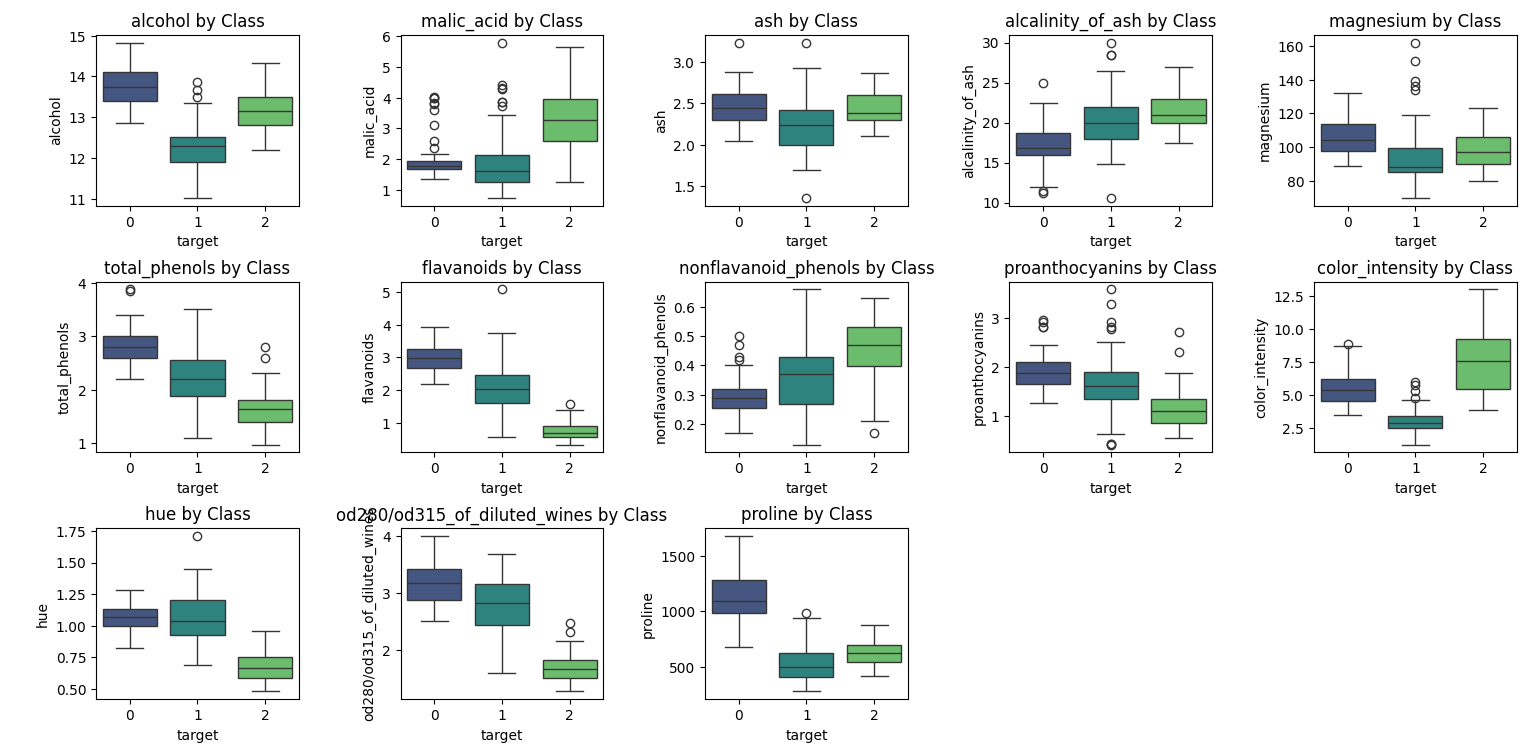 alcohol by Class
15
14
13
12
11
alcohol
0 1 2
target
malic_acid by Class
6
5
4
3
2
1
malic_acid
0 1 2
target
ash by Class
3.0
2.5
2.0
1.5
ash
0 1 2
target
alcalinity_of_ash by Class
30
25
20
15
10
alcalinity_of_ash
0 1 2
target
magnesium by Class
160
140
120
100
80
magnesium
0 1 2
target
total_phenols by Class
4
3
2
1
total_phenols
0 1 2
target
flavanoids by Class
5
4
3
2
1
flavanoids
0 1 2
target
nonflavanoid_phenols by Class
0.6
0.5
0.4
0.3
0.2
nonflavanoid_phenols
0 1 2
target
proanthocyanins by Class
3
2
1
proanthocyanins
0 1 2
target
color_intensity by Class
12.5
10.0
7.5
5.0
2.5
color_intensity
0 1 2
target
hue by Class
1.75
1.50
1.25
1.00
0.75
0.50
hue
0 1 2
target
od280/od315_of_diluted_wines by Class
4
3
2
od280/od315_of_diluted_wines
0 1 2
target
proline by Class
1500
1000
500
proline
0 1 2
target